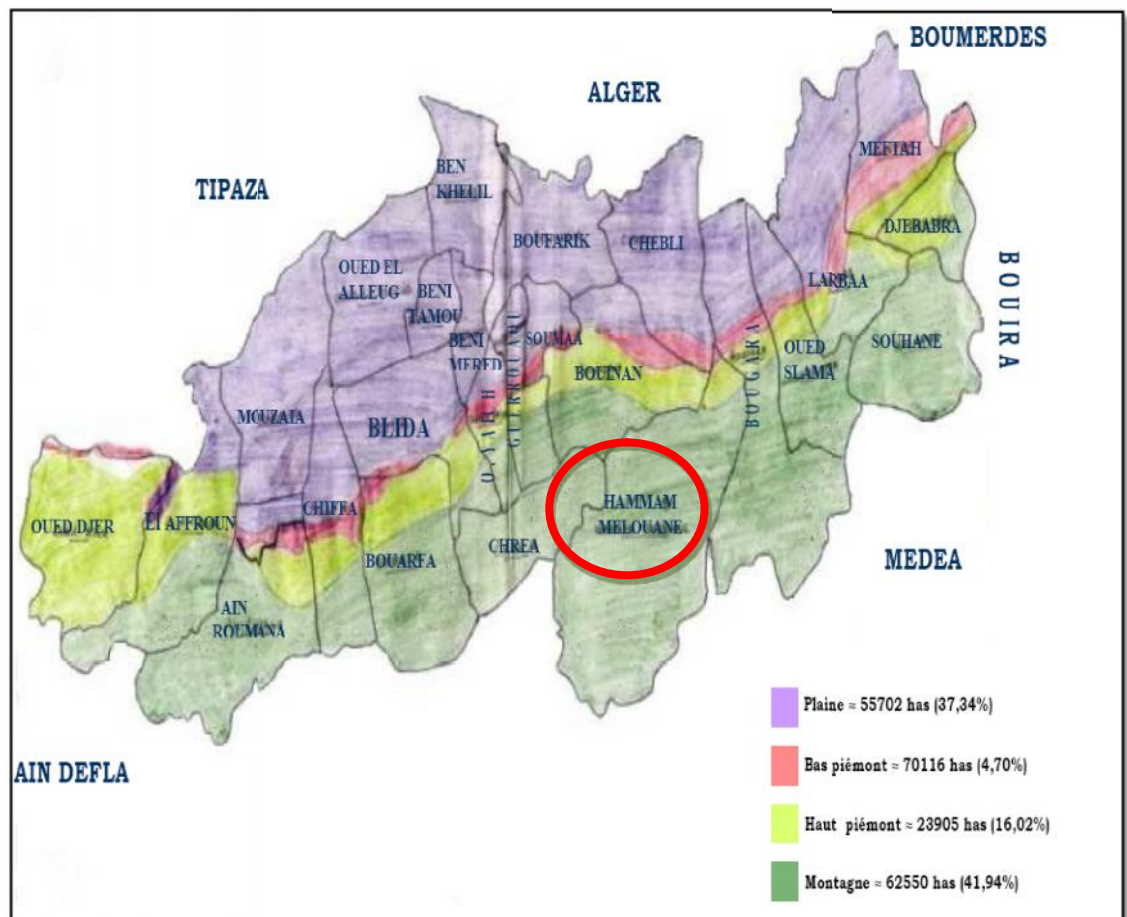 BOUMERDES
ALGER
TIPAZA
MEFTAH
BEN
KHELIL
DJEBABRA
BOUFARIK
CHEBLI
OUED EL
ALLEUG
BENI
TAMOU
LARBAA
BOUIRA
BENI
MERED
SOUMAA
OUED
SLAMA
SOUHANE
BOUINAN
BOUGARA
GUERROUAOU
MOUZAIA
BLIDA
HAMMAM
MELOUANE
OUED DJER
El AFFROUN
CHIFFA
CHREA
BOUARFA
MEDEA
AIN
ROUMANA
Plaine ≈ 55702 has (37,34%)
Bas piémont ≈ 70116 has (4,70%)
AIN DEFLA
Haut piémont ≈ 23905 has (16,02%)
Montagne ≈ 62550 has (41,94%)